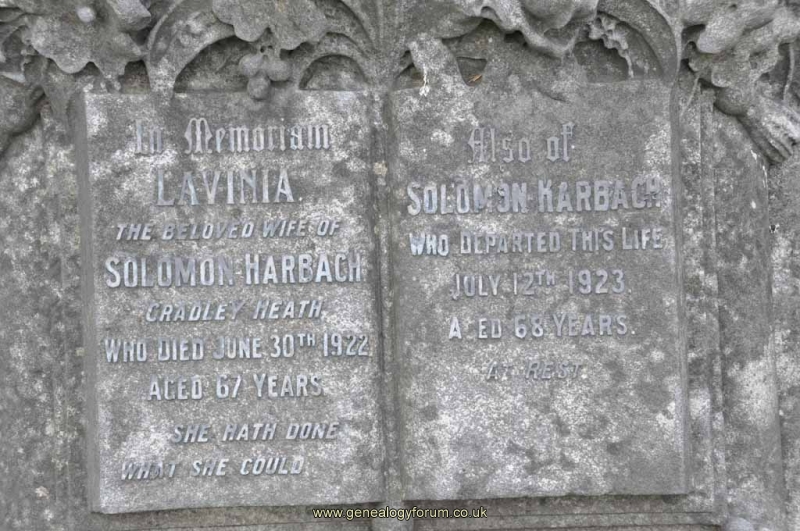 In Memoriam
LAVINIA.
THE BELOVED WIFE OF
SOLOMON HARBACH
CRADLEY HEATH,
WHO DIED JUNE 30TH 1922,
AGED 67 YEARS.
SHE HATH DONE
WHAT SHE COULD.
Also of
SOLOMON HARBACH
WHO DEPARTED THIS LIFE
JULY 12TH 1923.
AGED 68 YEARS.
AT REST.
www.genealogyforum.co.uk